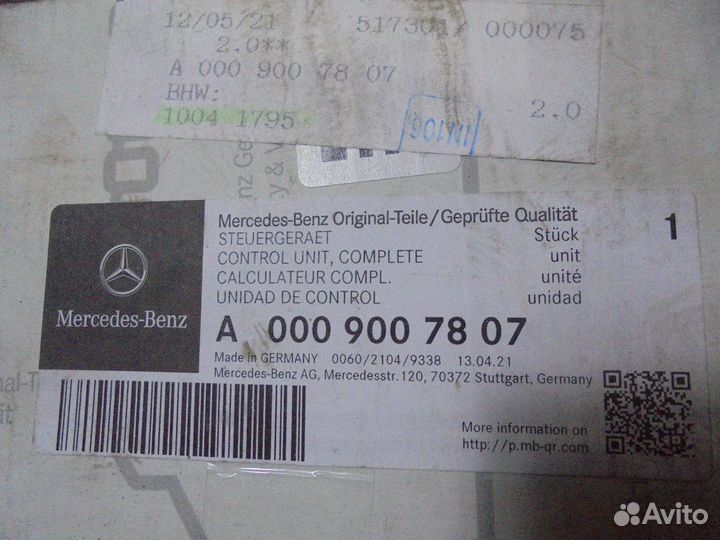 12/05/21 5173017 000075
2.0**
A 000 900 78 07
BHW:
1004 1795
IN106
2.0
Mercedes-Benz Original-Teile/Geprüfte Qualität
STEUERGERAET Stück 1
CONTROL UNIT, COMPLETE unit
CALCULATEUR COMPL. unité
UNIDAD DE CONTROL unidad
Mercedes-Benz
A 000 900 78 07
Made in GERMANY 0060/2104/9338 13.04.21
Mercedes-Benz AG, Mercedesstr.120, 70372 Stuttgart, Germany
More information on
http://p.mb-qr.com
Avito